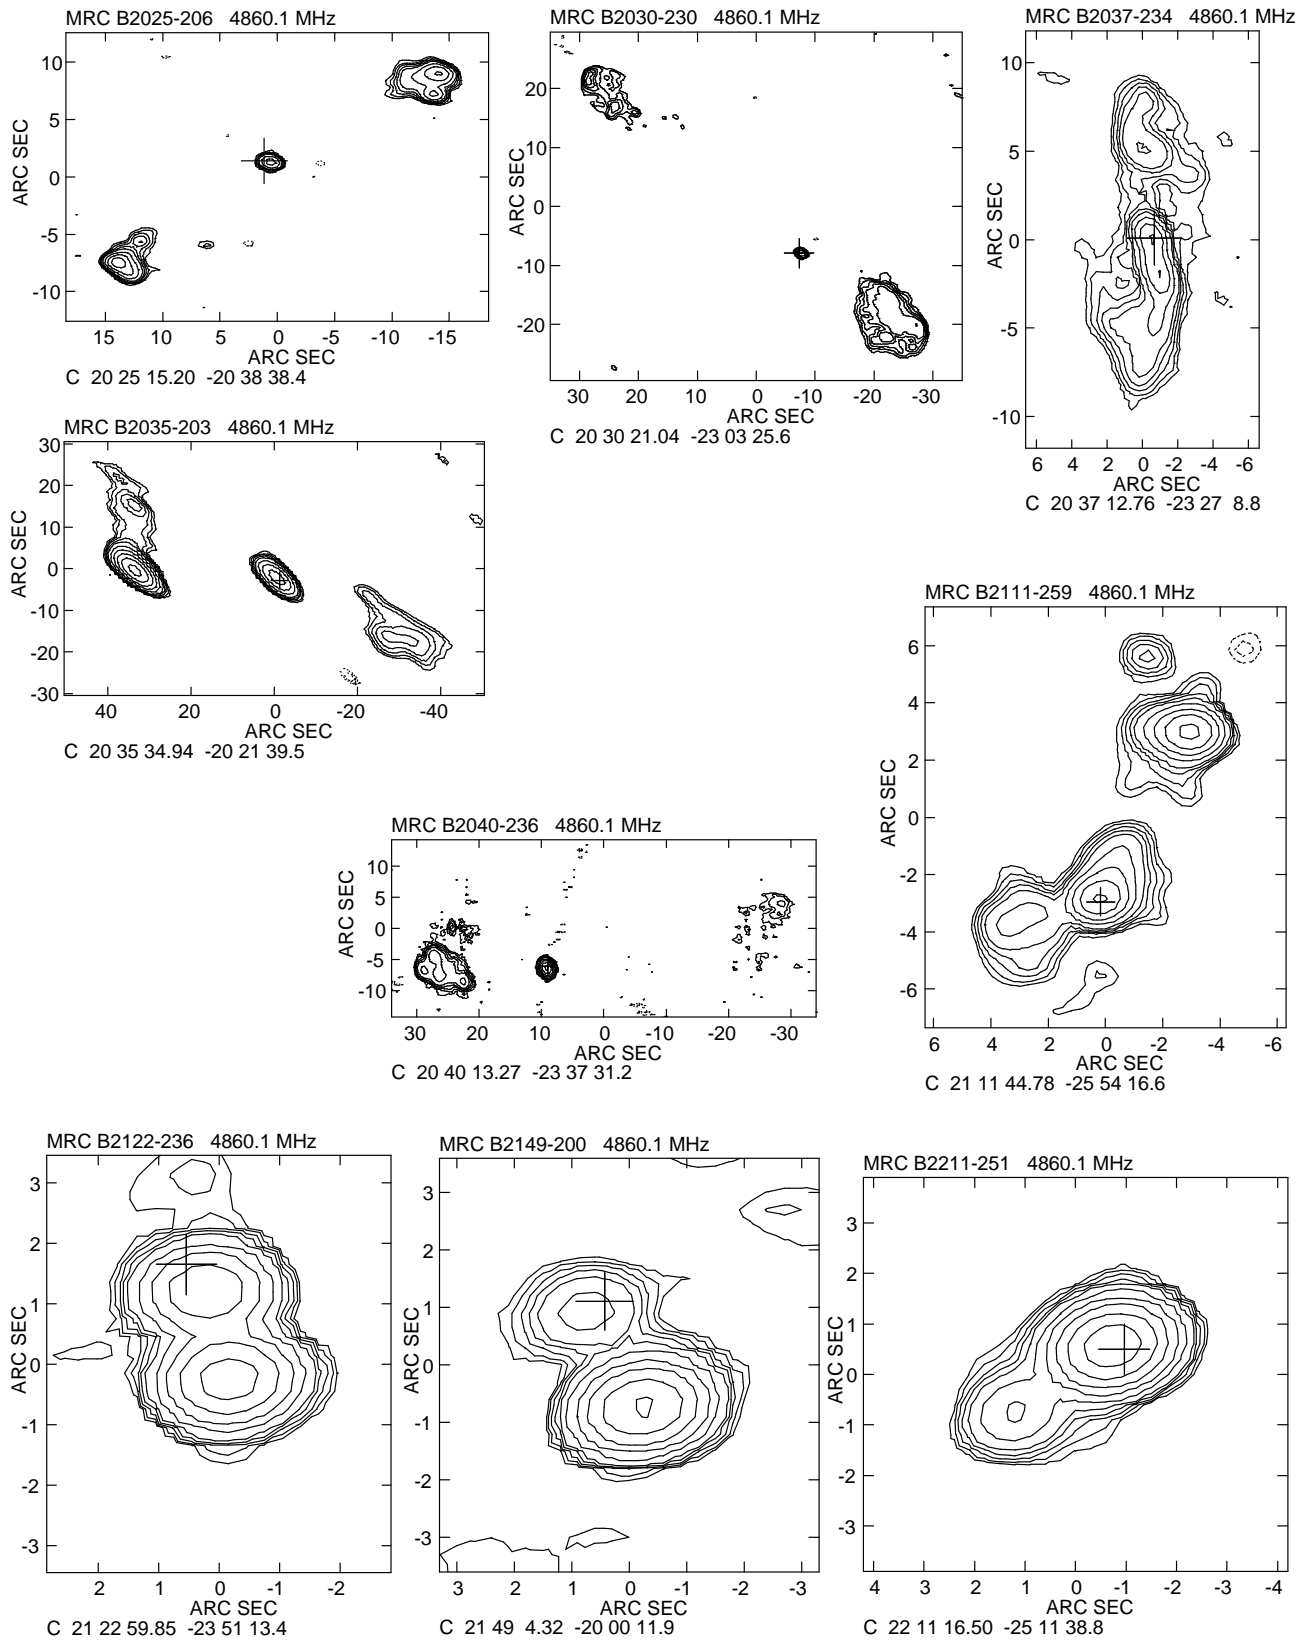 MRC B2025-206 4860.1 MHz
10
5
0
-5
-10
ARC SEC
15 10 5 0 -5 -10 -15
ARC SEC
C 20 25 15.20 -20 38 38.4
MRC B2030-230 4860.1 MHz
20
10
0
-10
-20
ARC SEC
30 20 10 0 -10 -20 -30
ARC SEC
C 20 30 21.04 -23 03 25.6
MRC B2037-234 4860.1 MHz
10
5
0
-5
-10
ARC SEC
6 4 2 0 -2 -4 -6
ARC SEC
C 20 37 12.76 -23 27 8.8
MRC B2035-203 4860.1 MHz
30
20
10
0
-10
-20
-30
ARC SEC
40 20 0 -20 -40
ARC SEC
C 20 35 34.94 -20 21 39.5
MRC B2111-259 4860.1 MHz
6
4
2
0
-2
-4
-6
ARC SEC
6 4 2 0 -2 -4 -6
ARC SEC
C 21 11 44.78 -25 54 16.6
MRC B2040-236 4860.1 MHz
10
5
0
-5
-10
ARC SEC
30 20 10 0 -10 -20 -30
ARC SEC
C 20 40 13.27 -23 37 31.2
MRC B2122-236 4860.1 MHz
3
2
1
0
-1
-2
-3
ARC SEC
2 1 0 -1 -2
ARC SEC
C 21 22 59.85 -23 51 13.4
MRC B2149-200 4860.1 MHz
3
2
1
0
-1
-2
-3
ARC SEC
3 2 1 0 -1 -2 -3
ARC SEC
C 21 49 4.32 -20 00 11.9
MRC B2211-251 4860.1 MHz
3
2
1
0
-1
-2
-3
ARC SEC
4 3 2 1 0 -1 -2 -3 -4
ARC SEC
C 22 11 16.50 -25 11 38.8